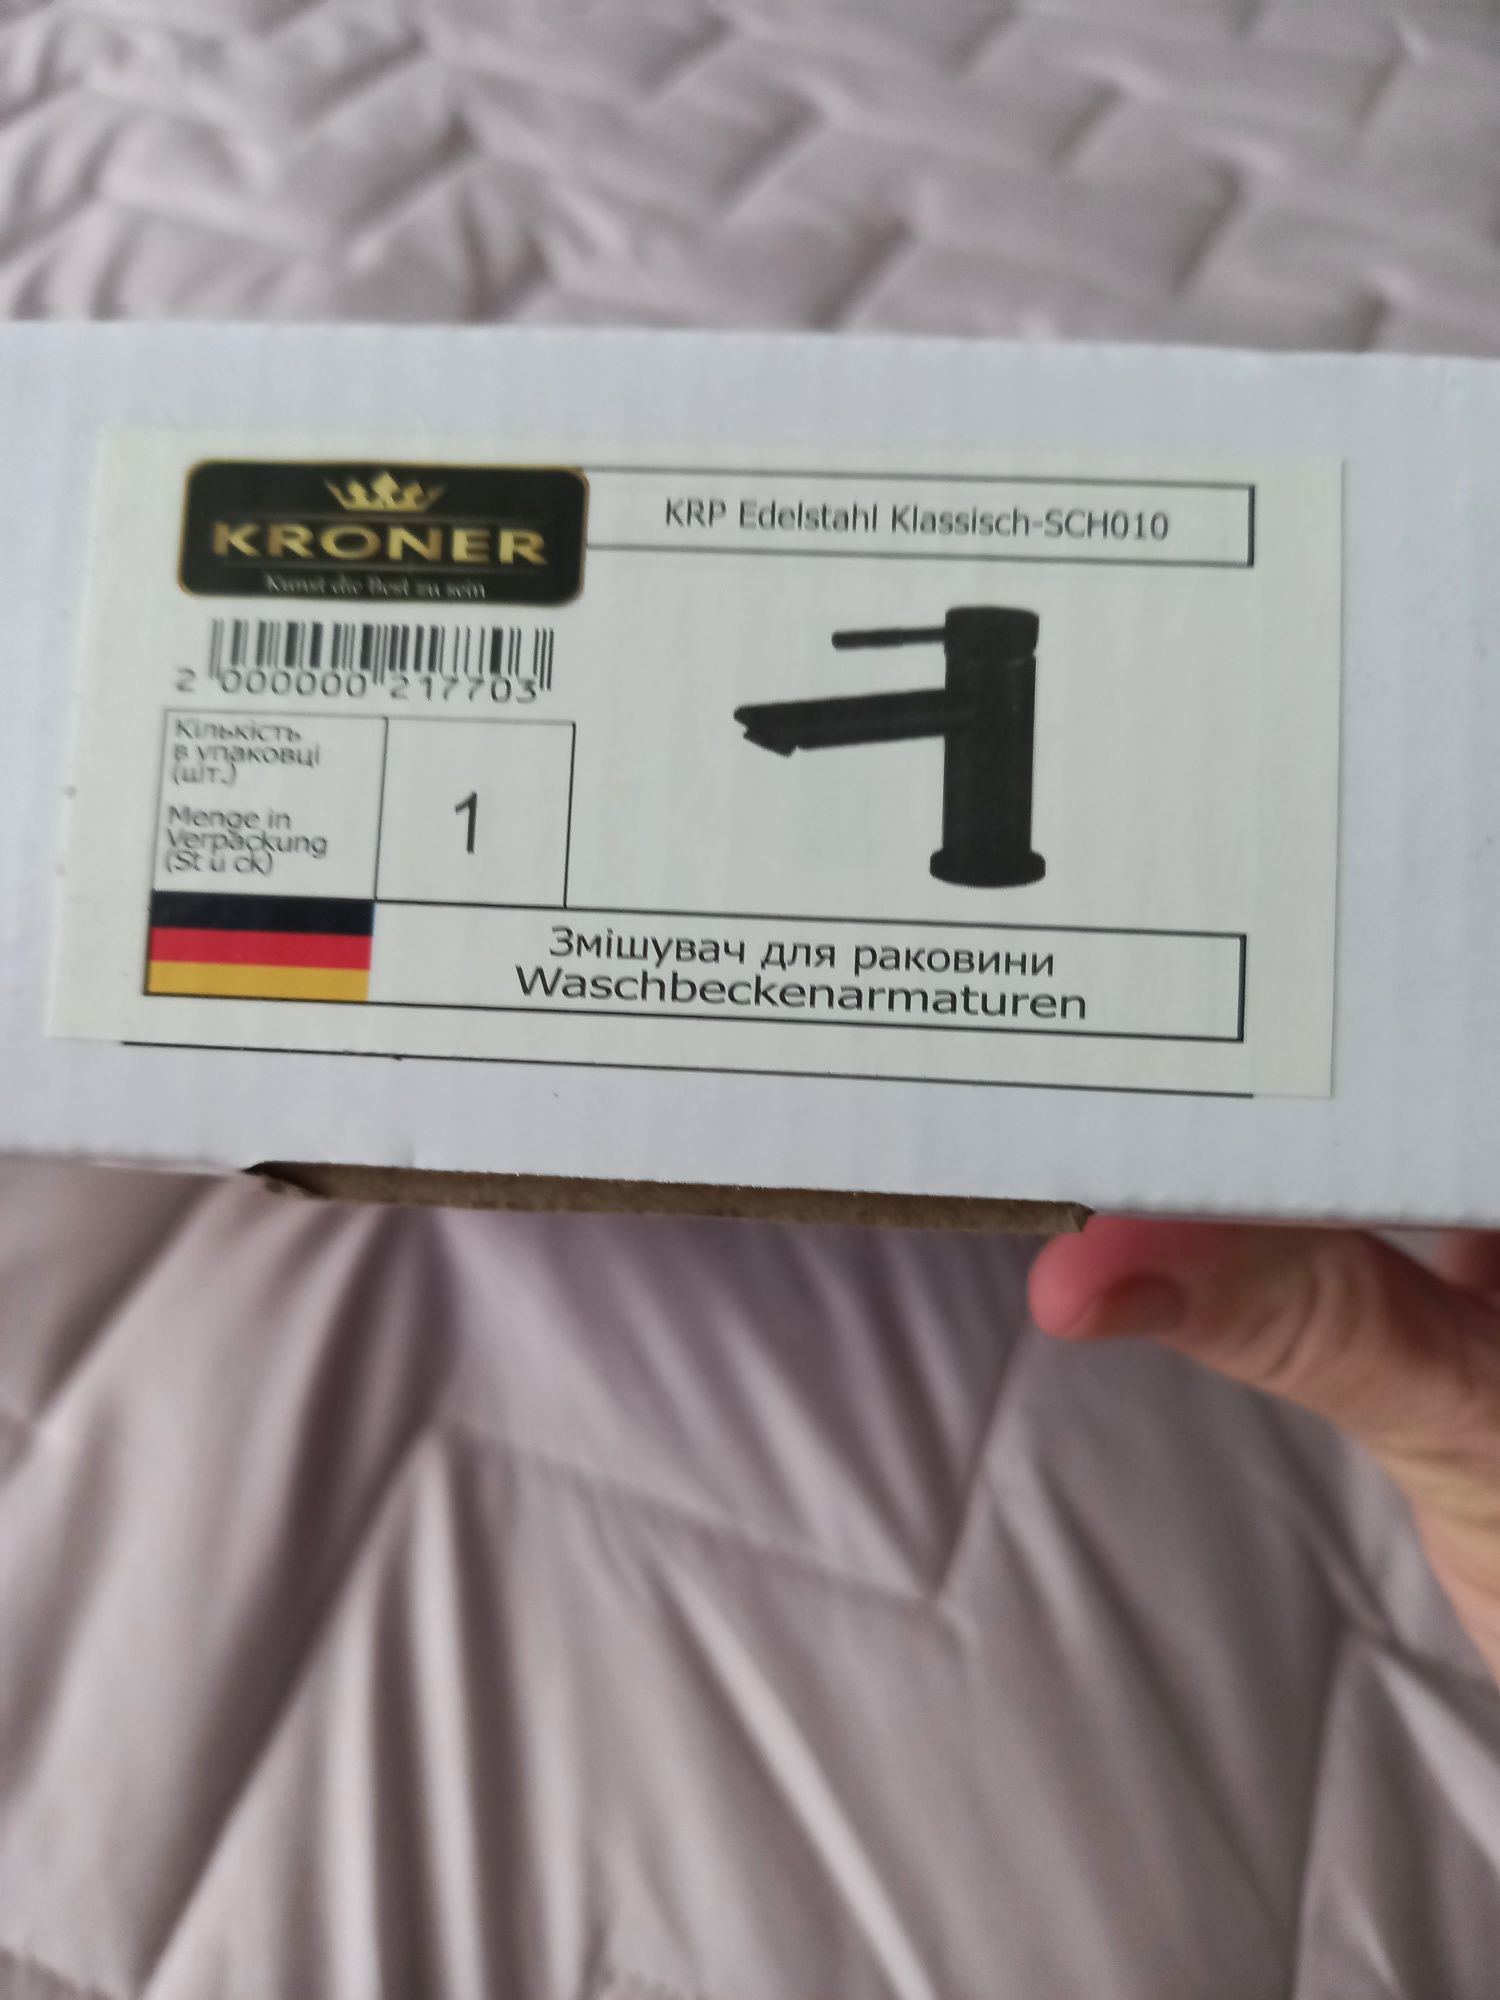 KRONER
Kunst die Best zu sein
KRP Edelstahl Klassisch-SCH010
2 000000 217703
Кількість
в упаковці
(шт.)
Menge in
Verpackung
(St ü ck)
1
Змішувач для раковини
Waschbeckenarmaturen